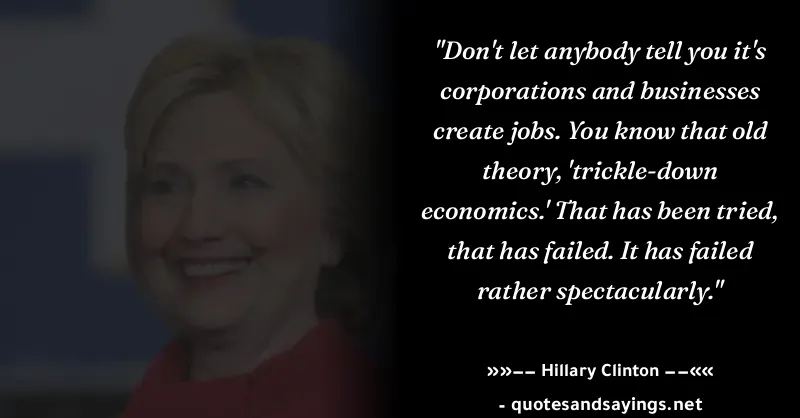 "Don't let anybody tell you it's
corporations and businesses
create jobs. You know that old
theory, 'trickle-down
economics.' That has been tried,
that has failed. It has failed
rather spectacularly."
»»–– Hillary Clinton ––««
- quotesandsayings.net